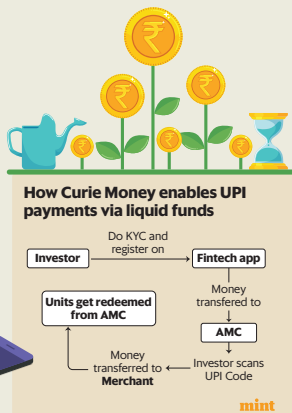 ₹
₹
₹
₹
₹
₹
How Curie Money enables UPI
payments via liquid funds
Do KYC and
register on
Investor
Fintech app
Money
transfered to
AMC
Investor scans
UPI Code
Money
transferred to
Merchant
Units get redeemed
from AMC
mint